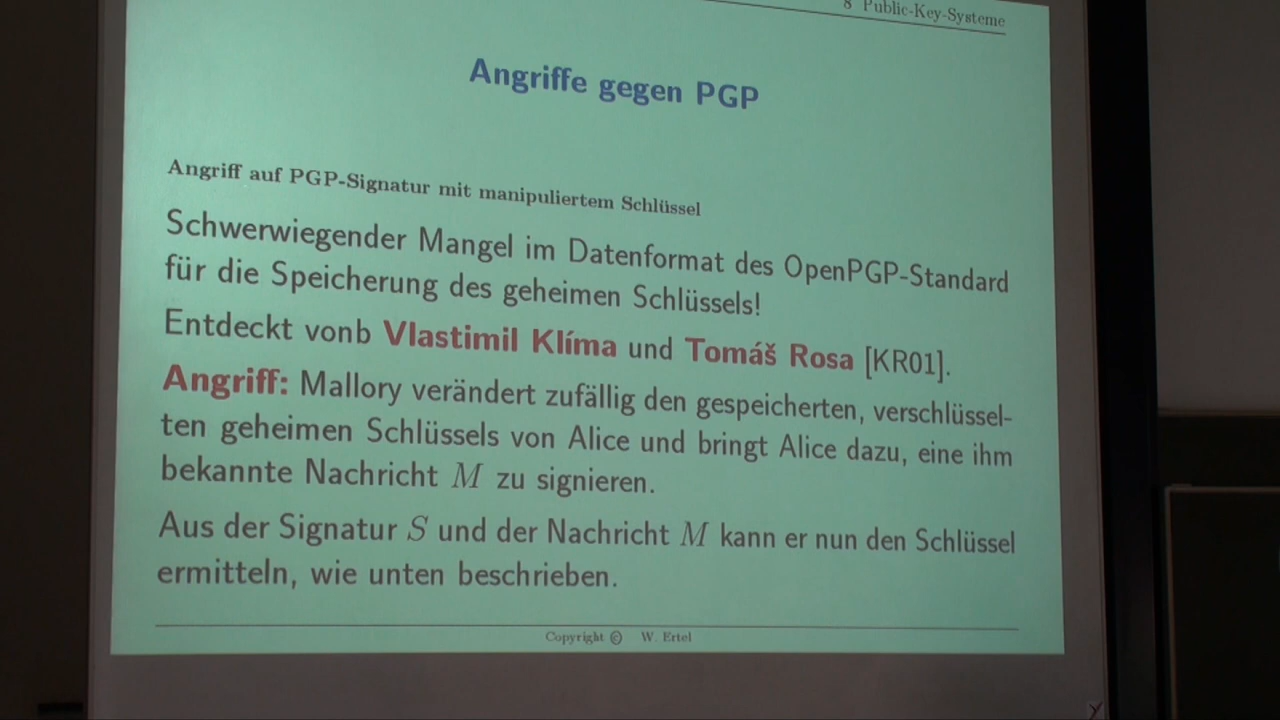 8 Public-Key-Systeme
Angriffe gegen PGP
Angriff auf PGP-Signatur mit manipuliertem Schlüssel
Schwerwiegender Mangel im Datenformat des OpenPGP-Standard
für die Speicherung des geheimen Schlüssels!
Entdeckt vonb Vlastimil Klíma und Tomáš Rosa [KR01].
Angriff: Mallory verändert zufällig den gespeicherten, verschlüssel-
ten geheimen Schlüssels von Alice und bringt Alice dazu, eine ihm
bekannte Nachricht M zu signieren.
Aus der Signatur S und der Nachricht M kann er nun den Schlüssel
ermitteln, wie unten beschrieben.
Copyright © W. Ertel